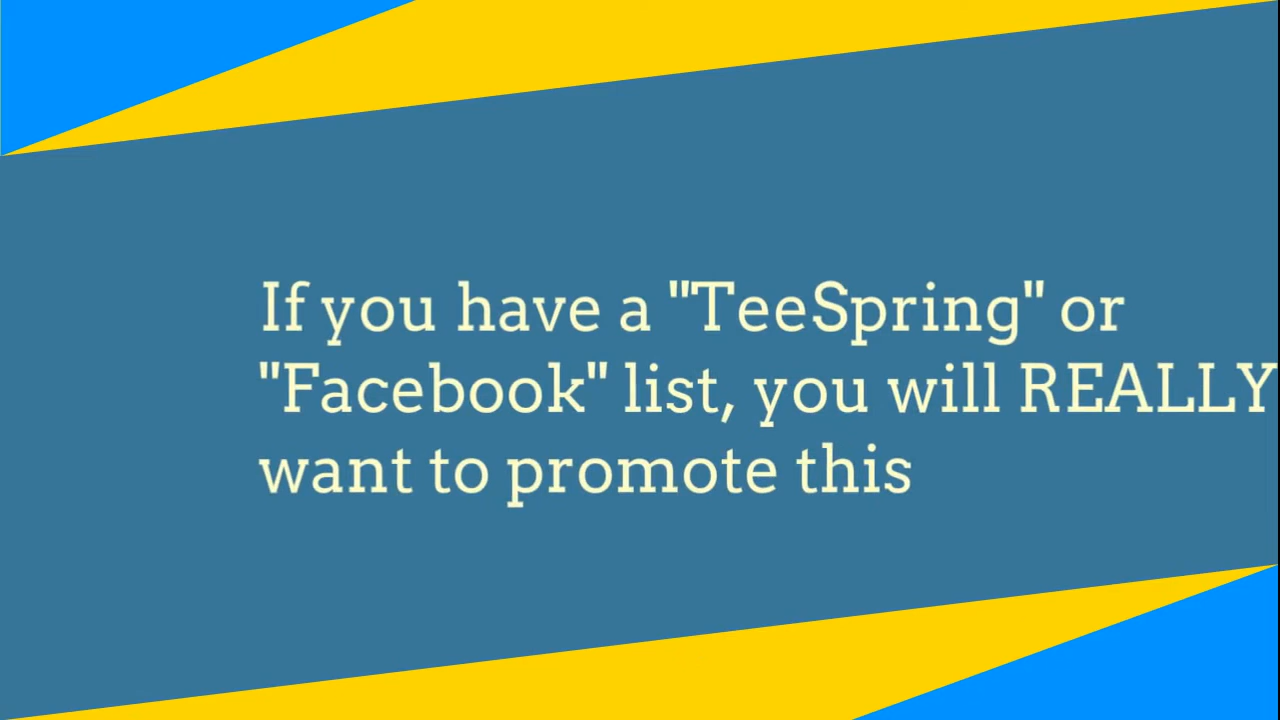 If you have a "TeeSpring" or
"Facebook" list, you will REALLY
want to promote this